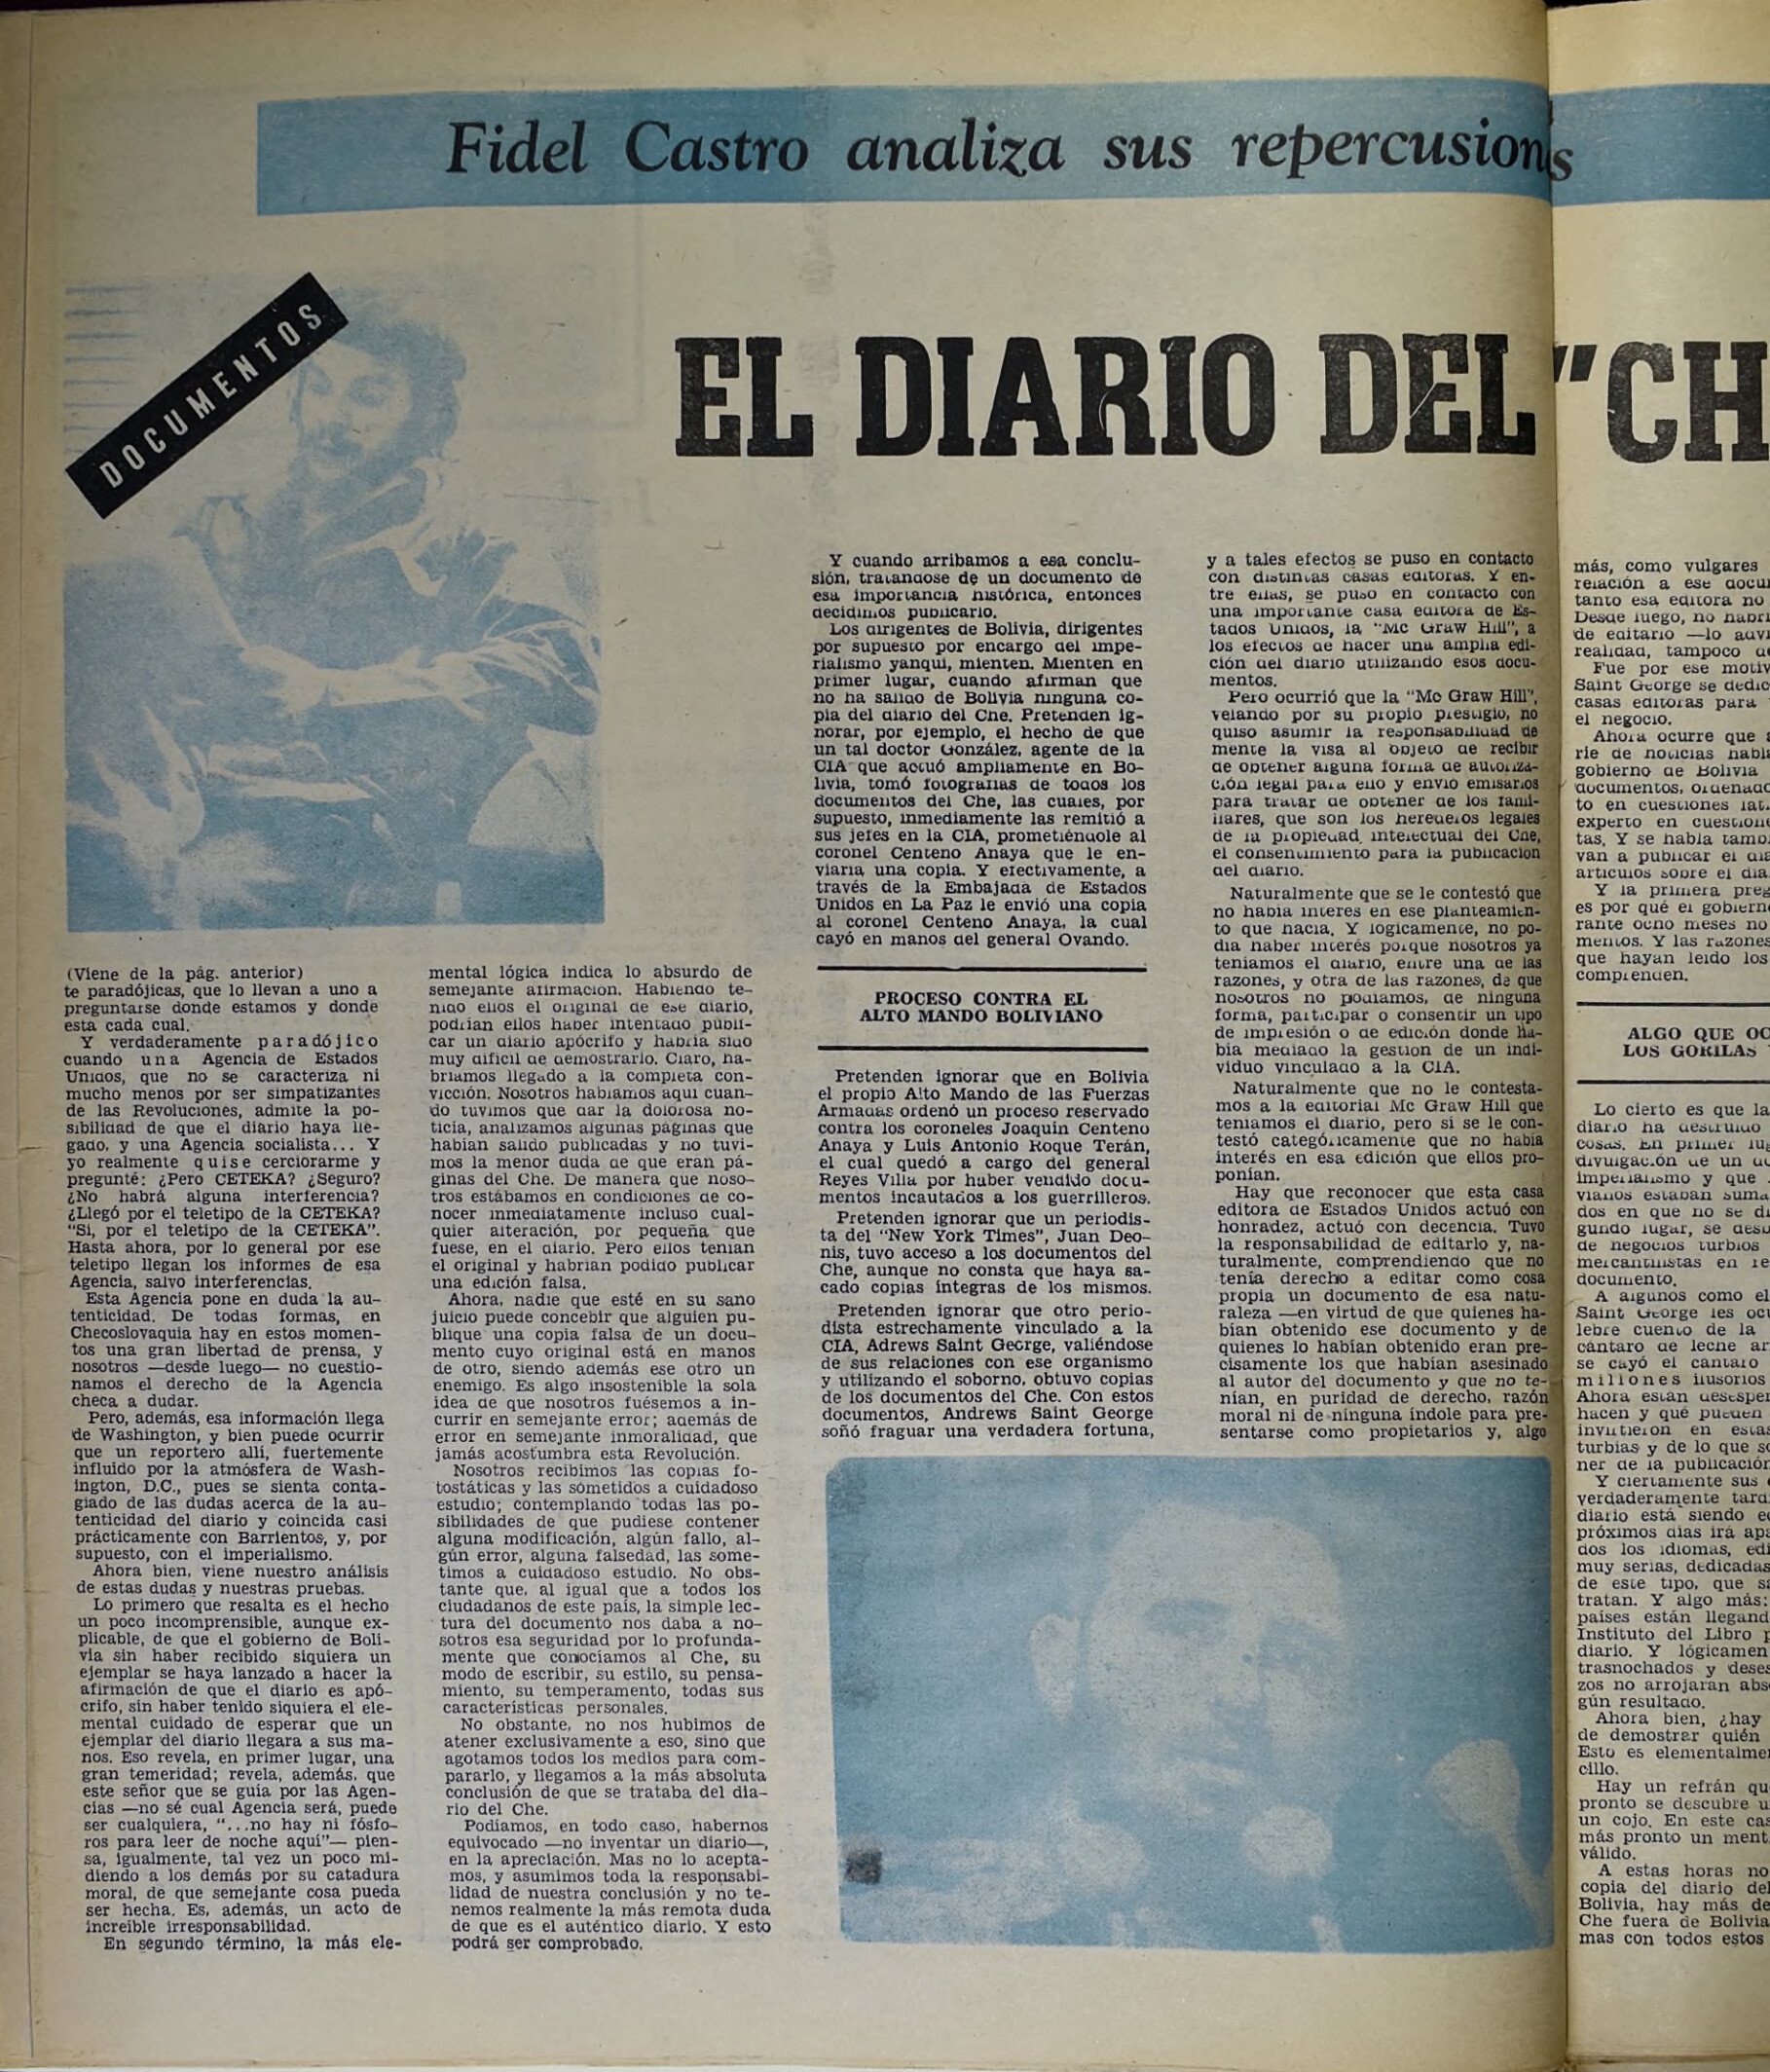 Fidel Castro analiza sus repercusion s
DOCUMENTOS
EL DIARIO DEL "CH
(Viene de la pág. anterior)
te paradójicas, que lo llevan a uno a
preguntarse donde estamos y donde
esta cada cual.
Y verdaderamente paradójico
cuando una Agencia de Estados
Unidos, que no se caracteriza ni
mucho menos por ser simpatizantes
de las Revoluciones, admite la po-
sibilidad de que el diario haya lle-
gado, y una Agencia socialista... Y
yo realmente quise cerciorarme y
pregunté: ¿Pero CETEKA? ¿Seguro?
¿No habrá alguna interferencia?
¿Llegó por el teletipo de la CETEKA?
"Si, por el teletipo de la CETEKA".
Hasta ahora, por lo general por ese
teletipo llegan los informes de esa
Agencia, salvo interferencias.
Esta Agencia pone en duda la au-
tenticidad. De todas formas, en
Checoslovaquia hay en estos momen-
tos una gran libertad de prensa, y
nosotros —desde luego— no cuestio-
namos el derecho de la Agencia
checa a dudar.
Pero, además, esa información llega
de Washington, y bien puede ocurrir
que un reportero allí, fuertemente
influido por la atmósfera de Wash-
ington, D.C., pues se sienta conta-
giado de las dudas acerca de la au-
tenticidad del diario y coincida casi
prácticamente con Barrientos, y, por
supuesto, con el imperialismo.
Ahora bien, viene nuestro análisis
de estas dudas y nuestras pruebas.
Lo primero que resalta es el hecho
un poco incomprensible, aunque ex-
plicable, de que el gobierno de Boli-
via sin haber recibido siquiera un
ejemplar se haya lanzado a hacer la
afirmación de que el diario es apó-
crifo, sin haber tenido siquiera el ele-
mental cuidado de esperar que un
ejemplar del diario llegara a sus ma-
nos. Eso revela, en primer lugar, una
gran temeridad; revela, además, que
este señor que se guía por las Agen-
cias —no sé cual Agencia será, puede
ser cualquiera, "...no hay ni fósfo-
ros para leer de noche aquí"— pien-
sa, igualmente, tal vez un poco mi-
diendo a los demás por su catadura
moral, de que semejante cosa pueda
ser hecha. Es, además, un acto de
increíble irresponsabilidad.
En segundo término, la más ele-
mental lógica indica lo absurdo de
semejante afirmacion. Habiendo te-
nido ellos el original de ese diario,
podrían ellos haber intentado publi-
car un diario apócrifo y habría sido
muy difícil de demostrarlo. Claro, ha-
bríamos llegado a la completa con-
vicción. Nosotros habíamos aquí cuan-
do tuvimos que dar la dolorosa no-
ticia, analizamos algunas páginas que
habían salido publicadas y no tuvi-
mos la menor duda de que eran pá-
ginas del Che. De manera que noso-
tros estábamos en condiciones de co-
nocer inmediatamente incluso cual-
quier alteración, por pequeña que
fuese, en el diario. Pero ellos tenían
el original y habrían podido publicar
una edición falsa.
Ahora, nadie que esté en su sano
juicio puede concebir que alguien pu-
blique una copia falsa de un docu-
mento cuyo original está en manos
de otro, siendo además ese otro un
enemigo. Es algo insostenible la sola
idea de que nosotros fuésemos a in-
currir en semejante error; además de
error en semejante inmoralidad, que
jamás acostumbra esta Revolución.
Nosotros recibimos las copias fo-
tostáticas y las sometidos a cuidadoso
estudio; contemplando todas las po-
sibilidades de que pudiese contener
alguna modificación, algún fallo, al-
gún error, alguna falsedad, las some-
timos a cuidadoso estudio. No obs-
tante que, al igual que a todos los
ciudadanos de este país, la simple lec-
tura del documento nos daba a no-
sotros esa seguridad por lo profunda-
mente que conocíamos al Che, su
modo de escribir, su estilo, su pensa-
miento, su temperamento, todas sus
características personales.
No obstante, no nos hubimos de
atener exclusivamente a eso, sino que
agotamos todos los medios para com-
pararlo, y llegamos a la más absoluta
conclusión de que se trataba del dia-
rio del Che.
Podíamos, en todo caso, habernos
equivocado —no inventar un diario—,
en la apreciación. Mas no lo acepta-
mos, y asumimos toda la responsabi-
lidad de nuestra conclusión y no te-
nemos realmente la más remota duda
de que es el auténtico diario. Y esto
podrá ser comprobado.
Y cuando arribamos a esa conclu-
sión, tratándose de un documento de
esa importancia histórica, entonces
decidimos publicarlo.
Los dirigentes de Bolivia, dirigentes
por supuesto por encargo del impe-
rialismo yanqui, mienten. Mienten en
primer lugar, cuando afirman que
no ha salido de Bolivia ninguna co-
pia del diario del Che. Pretenden ig-
norar, por ejemplo, el hecho de que
un tal doctor González, agente de la
CIA que actuó ampliamente en Bo-
livia, tomó fotografías de todos los
documentos del Che, las cuales, por
supuesto, inmediatamente las remitió a
sus jefes en la CIA, prometiéndole al
coronel Centeno Anaya que le en-
viaría una copia. Y efectivamente, a
través de la Embajada de Estados
Unidos en La Paz le envió una copia
al coronel Centeno Anaya, la cual
cayó en manos del general Ovando.
PROCESO CONTRA EL
ALTO MANDO BOLIVIANO
Pretenden ignorar que en Bolivia
el propio Alto Mando de las Fuerzas
Armadas ordenó un proceso reservado
contra los coroneles Joaquín Centeno
Anaya y Luis Antonio Roque Terán,
el cual quedó a cargo del general
Reyes Villa por haber vendido docu-
mentos incautados a los guerrilleros.
Pretenden ignorar que un periodis-
ta del "New York Times", Juan Deo-
nis, tuvo acceso a los documentos del
Che, aunque no consta que haya sa-
cado copias íntegras de los mismos.
Pretenden ignorar que otro perio-
dista estrechamente vinculado a la
CIA, Adrews Saint George, valiéndose
de sus relaciones con ese organismo
y utilizando el soborno, obtuvo copias
de los documentos del Che. Con estos
documentos, Andrews Saint George
soñó fraguar una verdadera fortuna,
y a tales efectos se puso en contacto
con distintas casas editoras. Y en-
tre ellas, se puso en contacto con
una importante casa editora de Es-
tados Unidos, la "Mc Graw Hill", a
los efectos de hacer una amplia edi-
ción del diario utilizando esos docu-
mentos.
Pero ocurrió que la "Mc Graw Hill",
velando por su propio prestigio, no
quiso asumir la responsabilidad de
mente la visa al objeto de recibir
de obtener alguna forma de autoriza-
ción legal para ello y envió emisarios
para tratar de obtener de los fami-
liares, que son los herederos legales
de la propiedad intelectual del Che,
el consentimiento para la publicación
del diario.
Naturalmente que se le contestó que
no había interes en ese planteamien-
to que hacía. Y logicamente, no po-
día haber interés porque nosotros ya
teníamos el diario, entre una de las
razones, y otra de las razones, de que
nosotros no podíamos, de ninguna
forma, participar o consentir un tipo
de impresión o de edición donde ha-
bía mediado la gestion de un indi-
viduo vinculado a la CIA.
Naturalmente que no le contesta-
mos a la editorial Mc Graw Hill que
teníamos el diario, pero sí se le con-
testó categóricamente que no había
interés en esa edición que ellos pro-
ponían.
Hay que reconocer que esta casa
editora de Estados Unidos actuó con
honradez, actuó con decencia. Tuvo
la responsabilidad de editarlo y, na-
turalmente, comprendiendo que no
tenía derecho a editar como cosa
propia un documento de esa natu-
raleza —en virtud de que quienes ha-
bían obtenido ese documento y de
quienes lo habían obtenido eran pre-
cisamente los que habían asesinado
al autor del documento y que no te-
nían, en puridad de derecho, razón
moral ni de ninguna índole para pre-
sentarse como propietarios y, algo
más, como vulgares
relación a ese docu
tanto esa editora no
Desde luego, no habrí
de editarlo —lo
realidad, tampoco
Fue por ese motiv
Saint George se dedic
casas editoras para
el negocio.
Ahora ocurre que
rie de noticias habla
gobierno de Bolivia
documentos, ordenado
to en cuestiones
experto en cuestione
tas. Y se habla tamb
van a publicar el dia
artículos sobre el dia
Y la primera preg
es por qué el gobierno
rante ocho meses no
mentos. Y las razones
que hayan leído los
comprenden.
ALGO QUE OC
LOS GORILAS
Lo cierto es que la
diario ha destruido
cosas. En primer lug
divulgación de un
imperialismo y que
vianos estaban suma
dos en que no se
gundo lugar, se
de negocios turbios
mercantilistas en re
documento.
A algunos como el
Saint George les ocu
lebre cuento de la
cántaro de leche
se cayó el cántaro
millones ilusorios
Ahora están desesper
hacen y qué pueden
invirtieron en estas
turbias y de lo que
ner de la publicación
Y ciertamente sus
verdaderamente
diario está siendo
próximos días irá
dos los idiomas, edi
muy serias, dedicadas
de este tipo, que
tratan. Y algo más:
países están llegand
Instituto del Libro
diario. Y lógicamen
trasnochados y dese
zos no arrojaran abs
gún resultado.
Ahora bien, ¿hay
de demostrar quién
Esto es elementalme
cillo.
Hay un refrán qu
pronto se descubre u
un cojo. En este cas
más pronto un ment
válido.
A estas horas no
copia del diario del
Bolivia, hay más de
Che fuera de Bolivia
mas con todos estos